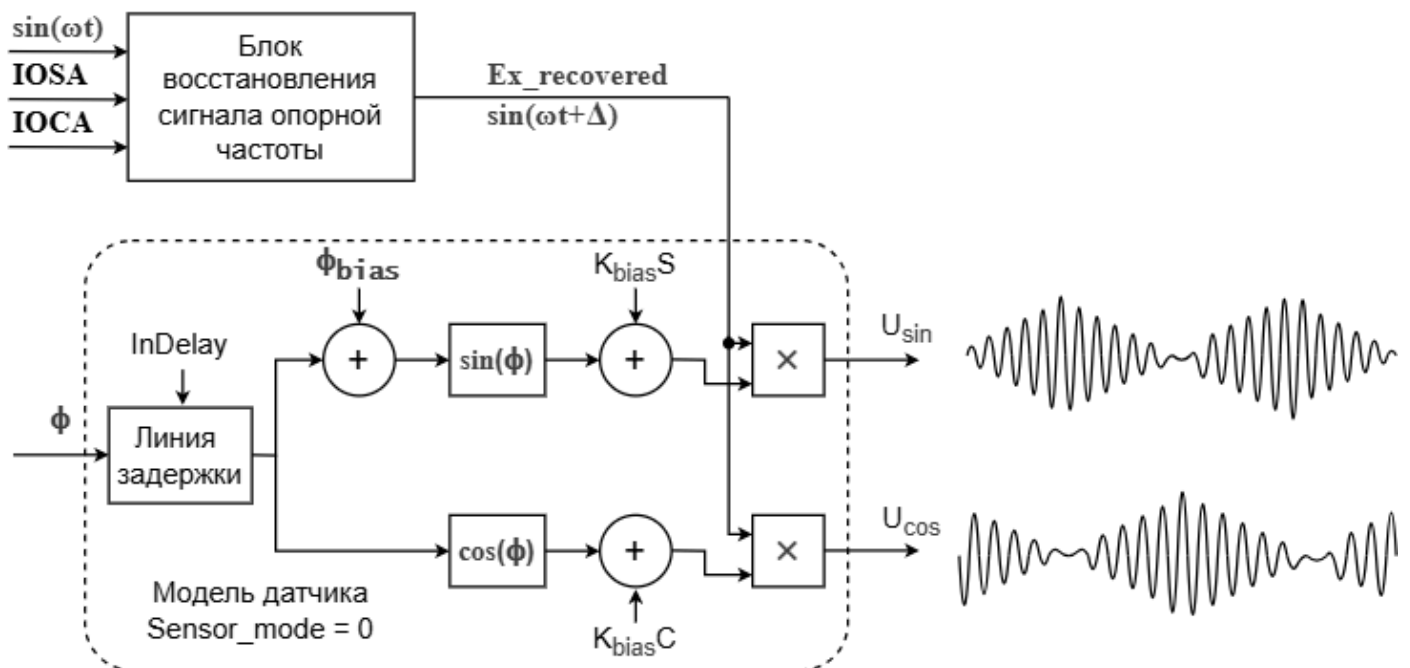 sin(ωt)
IOSA
IOCA
Блок
восстановления
сигнала опорной
частоты
Ex_recovered
sin(ωt+Δ)
ϕbias
KbiasS
InDelay
sin(ϕ)
+
+
×
Usin
ϕ
Линия
задержки
cos(ϕ)
+
×
Ucos
Модель датчика
Sensor_mode = 0
KbiasC